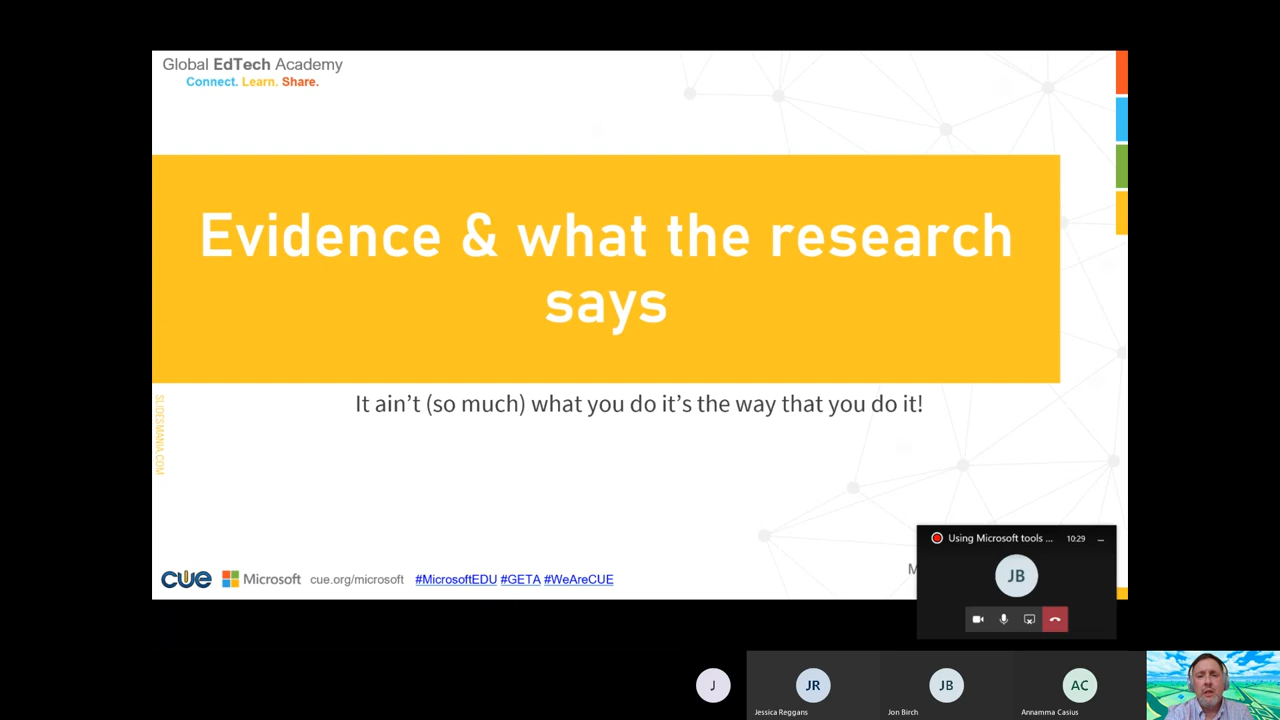 Global EdTech Academy
Connect. Learn. Share.
Evidence & what the research
says
It ain't (so much) what you do it's the way that you do it!
SLIDESMANIA.COM
CUE Microsoft cue.org/microsoft #MicrosoftEDU #GETA #WeAreCUE
M
Using Microsoft tools ... 10:29
JB
J
JR
JB
AC
Jessica Reggans
Jon Birch
Annamma Casius